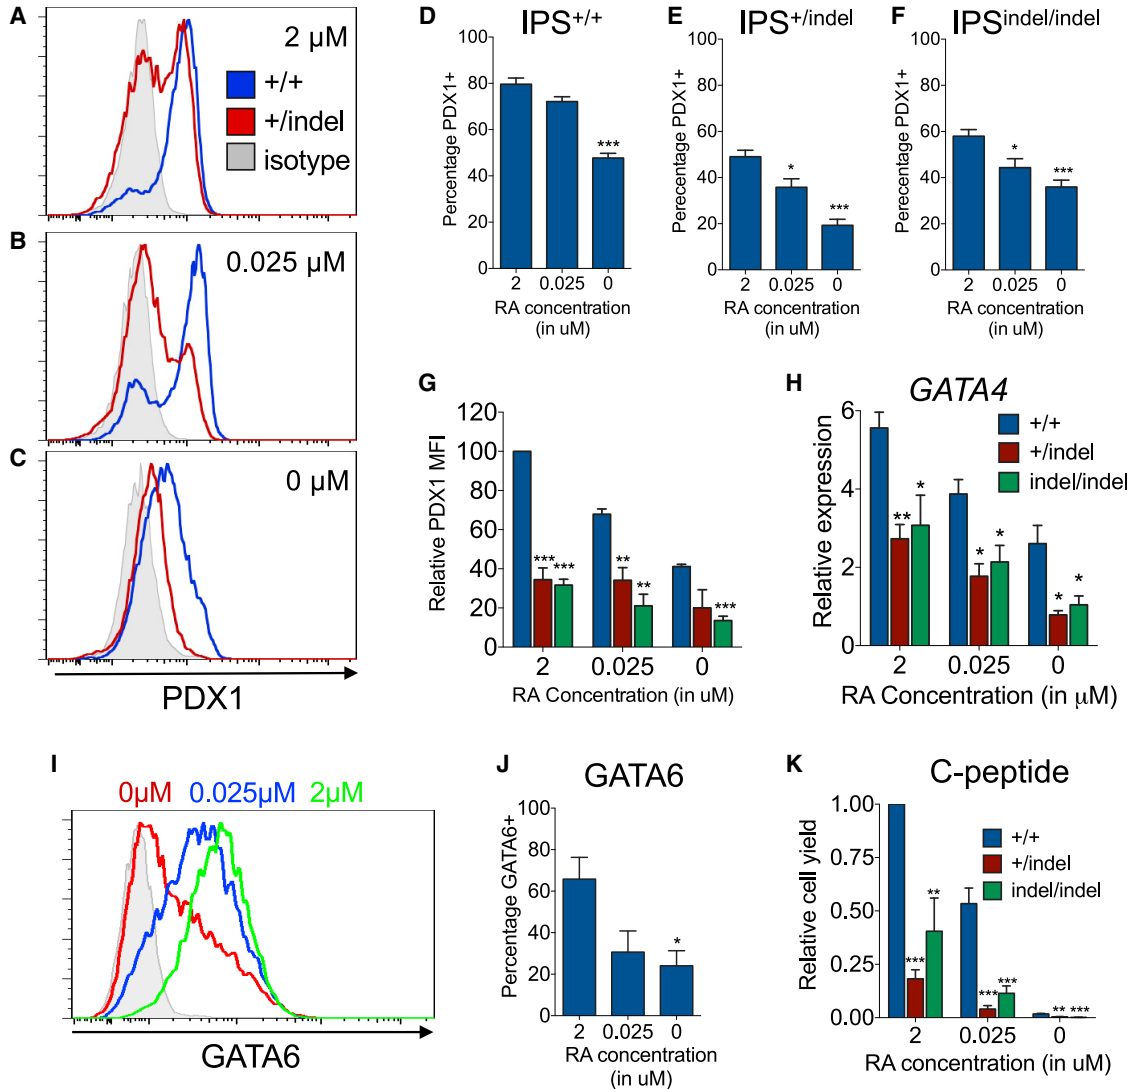 A
2 µM
+/+
+/indel
isotype
B
0.025 µM
C
0 µM
PDX1
D
IPS+/+
Percentage PDX1+
100
80
60
40
20
0
***
2
0.025
0
RA concentration
(in uM)
E
IPS+/indel
Perecentage PDX1+
100
80
60
40
20
0
*
***
2
0.025
0
RA concentration
(in uM)
F
IPSindel/indel
Percentage PDX1+
100
80
60
40
20
0
*
***
2
0.025
0
RA concentration
(in uM)
G
Relative PDX1 MFI
120
100
80
60
40
20
0
*** ***
** **
***
2 0.025 0
RA Concentration (in uM)
H
GATA4
Relative expression
6
4
2
0
+/+
+/indel
indel/indel
** *
* *
* *
2 0.025 0
RA Concentration (in µM)
I
0µM 0.025µM 2µM
GATA6
J
GATA6
Percentage GATA6+
100
80
60
40
20
0
*
2 0.025 0
RA concentration
(in uM)
K
C-peptide
Relative cell yield
1.00
0.75
0.50
0.25
0.00
+/+
+/indel
indel/indel
*** **
*** ***
** ***
2 0.025 0
RA concentration (in uM)